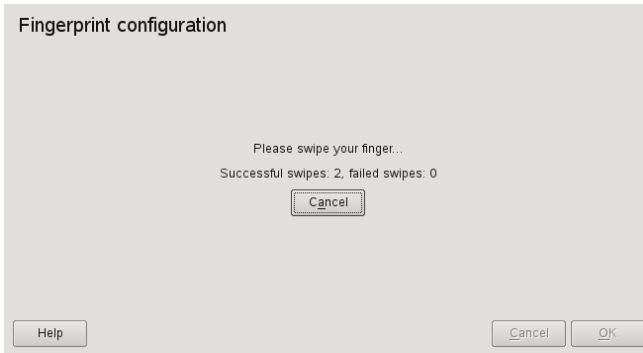 Fingerprint configuration
Please swipe your finger...
Successful swipes: 2, failed swipes: 0
Cancel
Help
Cancel
OK